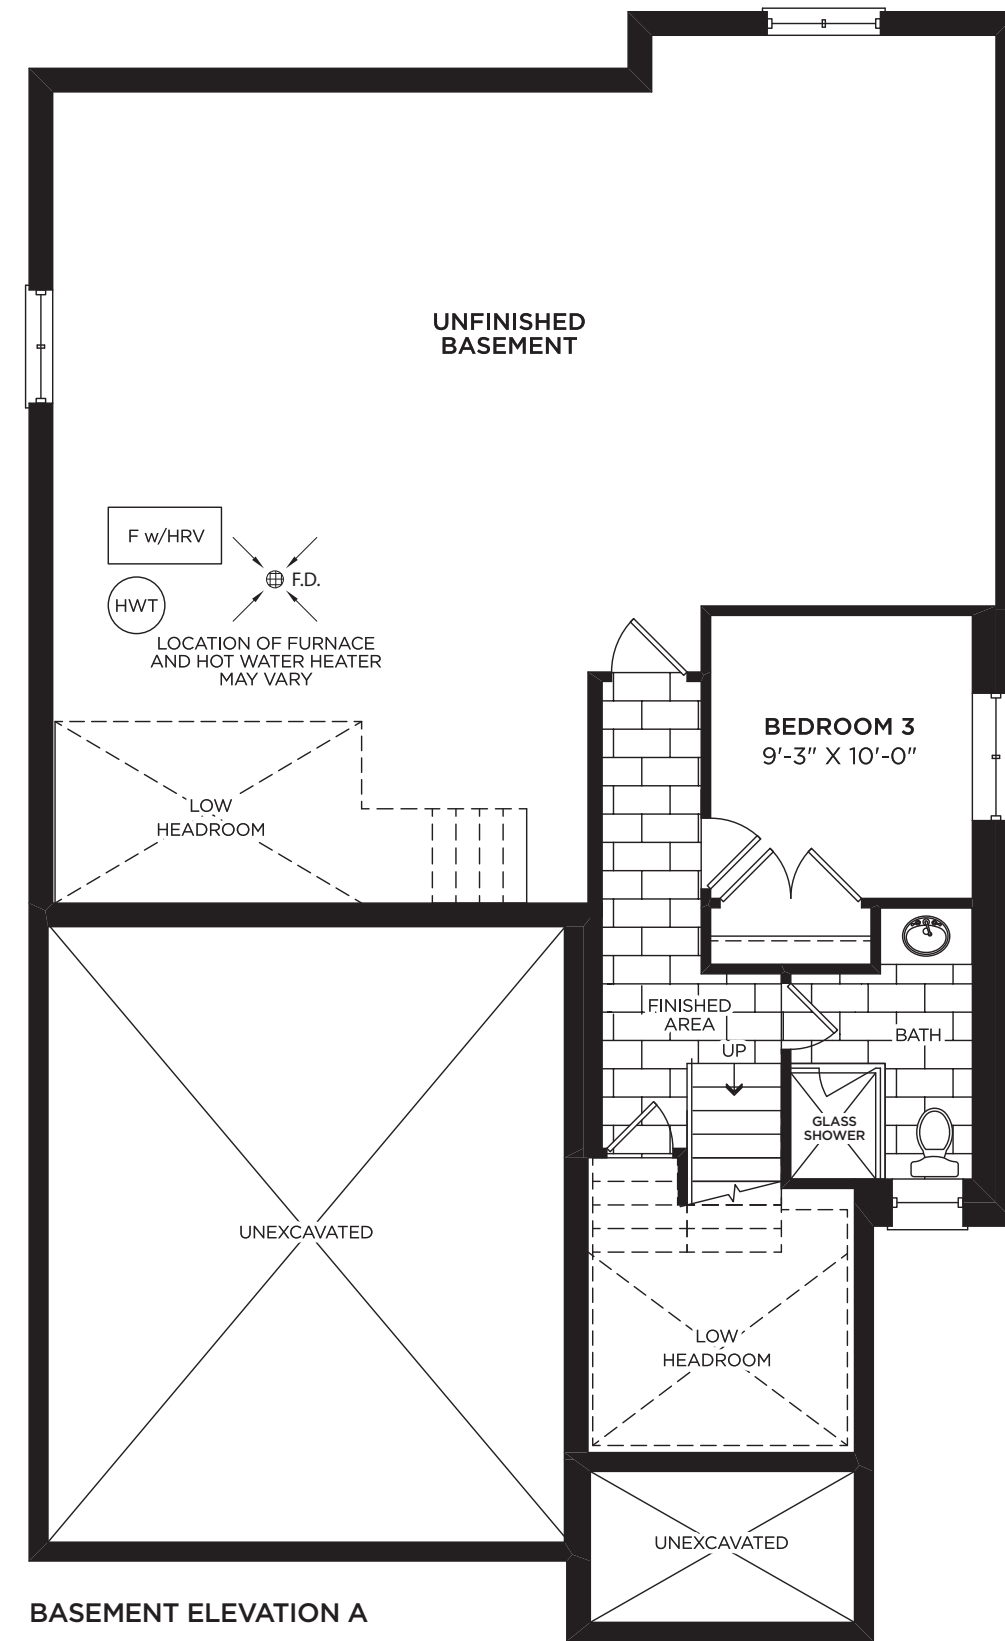 UNFINISHED
BASEMENT
F w/HRV
F.D.
HWT
LOCATION OF FURNACE
AND HOT WATER HEATER
MAY VARY
BEDROOM 3
9'-3" X 10'-0"
LOW
HEADROOM
FINISHED
AREA
UP
BATH
GLASS
SHOWER
UNEXCAVATED
LOW
HEADROOM
UNEXCAVATED
BASEMENT ELEVATION A